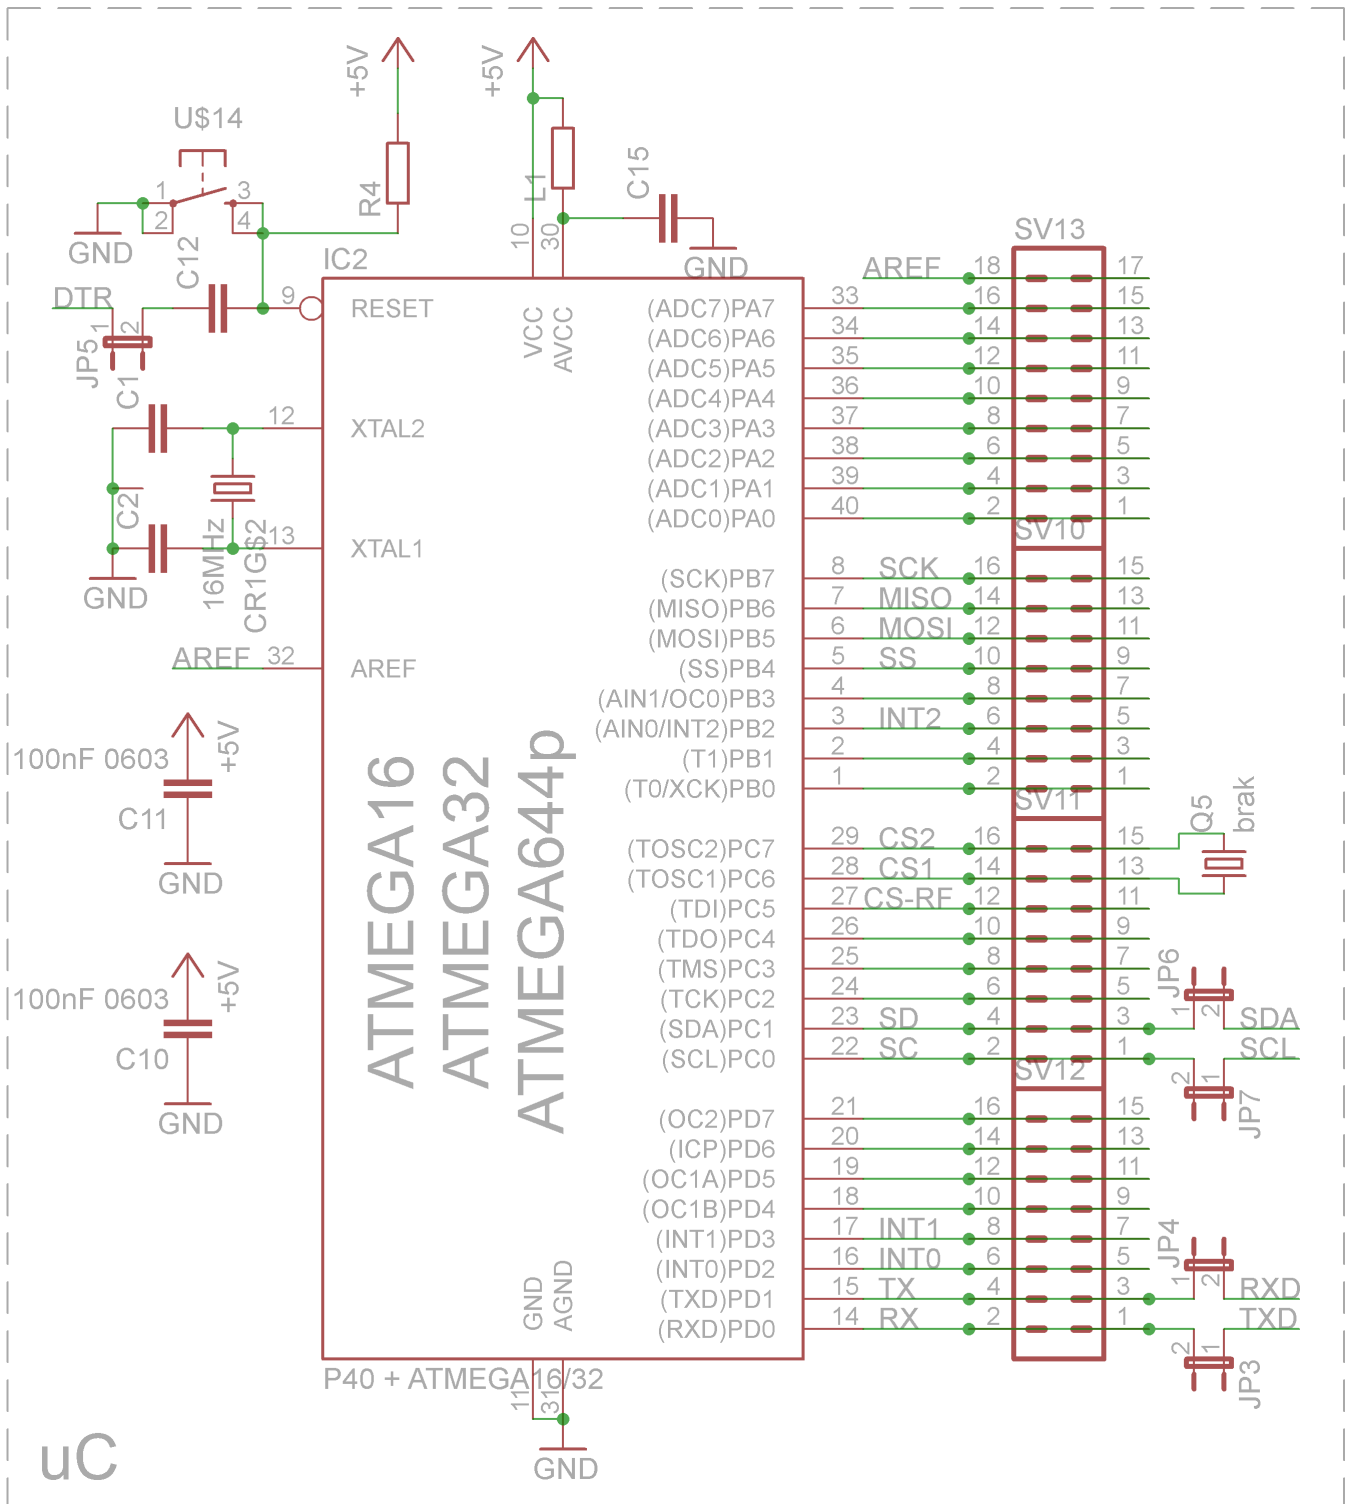 +5V
+5V
U$14
1
3
2
4
GND
R4
L1
C15
GND
10
30
C12
IC2
DTR
1
2
JP5
9
RESET
VCC
AVCC
C1
12
XTAL2
C2
16MHz
CR1G$2
13
XTAL1
GND
AREF
32
AREF
100nF 0603
+5V
C11
GND
100nF 0603
+5V
C10
GND
ATMEGA16
ATMEGA32
ATMEGA644p
SV13
AREF 18 17
(ADC7)PA7 33 16 15
(ADC6)PA6 34 14 13
(ADC5)PA5 35 12 11
(ADC4)PA4 36 10 9
(ADC3)PA3 37 8 7
(ADC2)PA2 38 6 5
(ADC1)PA1 39 4 3
(ADC0)PA0 40 2 1
SV10
(SCK)PB7 8 SCK 16 15
(MISO)PB6 7 MISO 14 13
(MOSI)PB5 6 MOSI 12 11
(SS)PB4 5 SS 10 9
(AIN1/OC0)PB3 4 8 7
(AIN0/INT2)PB2 3 INT2 6 5
(T1)PB1 2 4 3
(T0/XCK)PB0 1 2 1
SV11
(TOSC2)PC7 29 CS2 16 15
(TOSC1)PC6 28 CS1 14 13
(TDI)PC5 27 CS-RF 12 11
(TDO)PC4 26 10 9
(TMS)PC3 25 8 7
(TCK)PC2 24 6 5
(SDA)PC1 23 SD 4 3
(SCL)PC0 22 SC 2 1
Q5
brak
JP6
1
2
SDA
SCL
2
1
JP7
SV12
(OC2)PD7 21 16 15
(ICP)PD6 20 14 13
(OC1A)PD5 19 12 11
(OC1B)PD4 18 10 9
(INT1)PD3 17 INT1 8 7
(INT0)PD2 16 INT0 6 5
(TXD)PD1 15 TX 4 3
(RXD)PD0 14 RX 2 1
JP4
1
2
RXD
TXD
2
1
JP3
GND
AGND
P40 + ATMEGA16/32
11
31
GND
uC